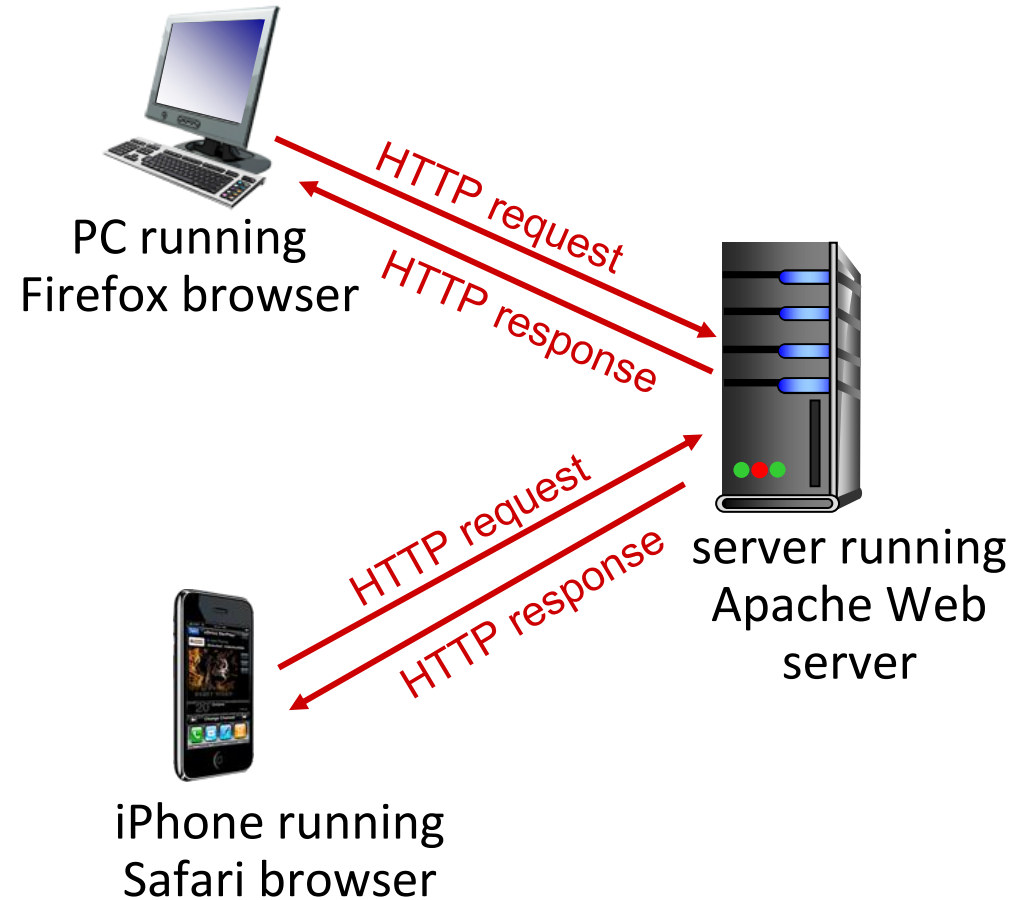 HTTP request
HTTP response
PC running
Firefox browser
HTTP request
HTTP response
server running
Apache Web
server
iPhone running
Safari browser